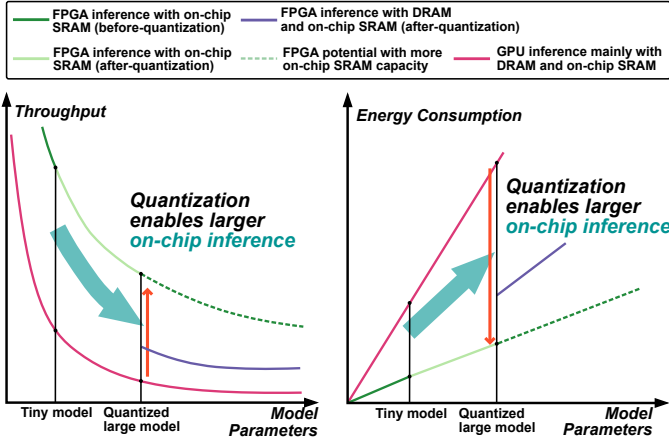 FPGA inference with on-chip
SRAM (before-quantization)
FPGA inference with DRAM
and on-chip SRAM (after-quantization)
FPGA inference with on-chip
SRAM (after-quantization)
FPGA potential with more
on-chip SRAM capacity
GPU inference mainly with
DRAM and on-chip SRAM
Throughput
Quantization
enables larger
on-chip inference
Tiny model
Quantized
large model
Model
Parameters
Energy Consumption
Quantization
enables larger
on-chip inference
Tiny model
Quantized
large model
Model
Parameters